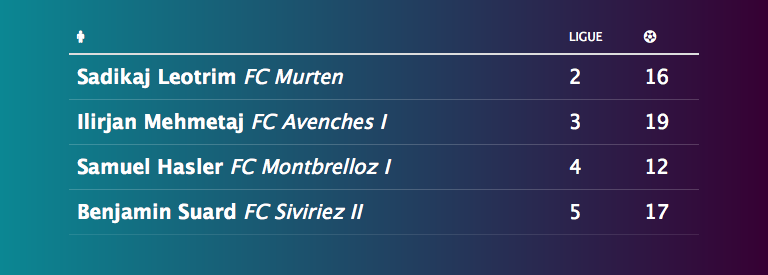 LIGUE
Sadikaj Leotrim FC Murten 2 16
Ilirjan Mehmetaj FC Avenches I 3 19
Samuel Hasler FC Montbrelloz I 4 12
Benjamin Suard FC Siviriez II 5 17